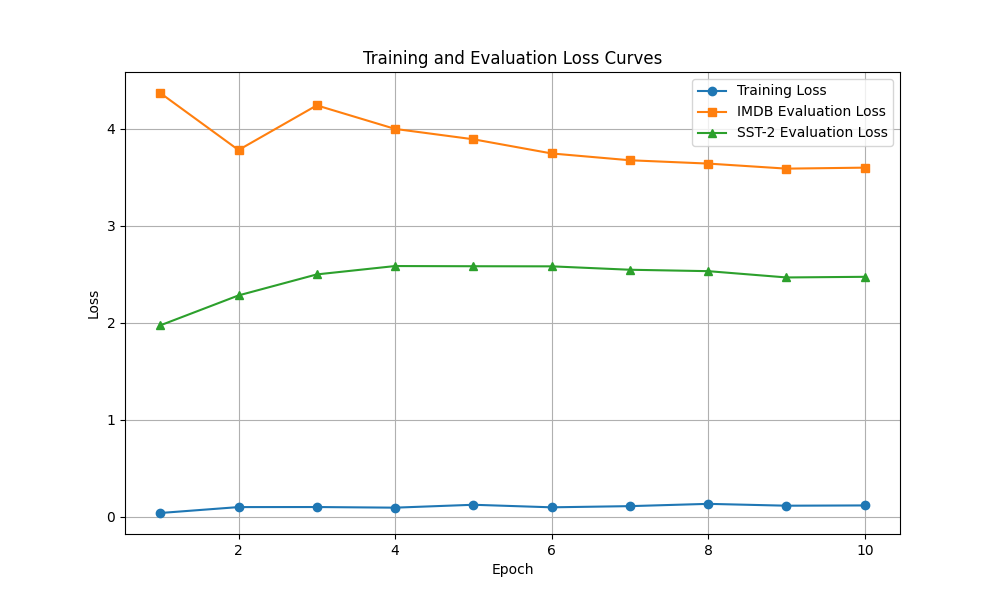 Training and Evaluation Loss Curves
Training Loss
IMDB Evaluation Loss
SST-2 Evaluation Loss
4
3
2
1
0
Loss
2 4 6 8 10
Epoch